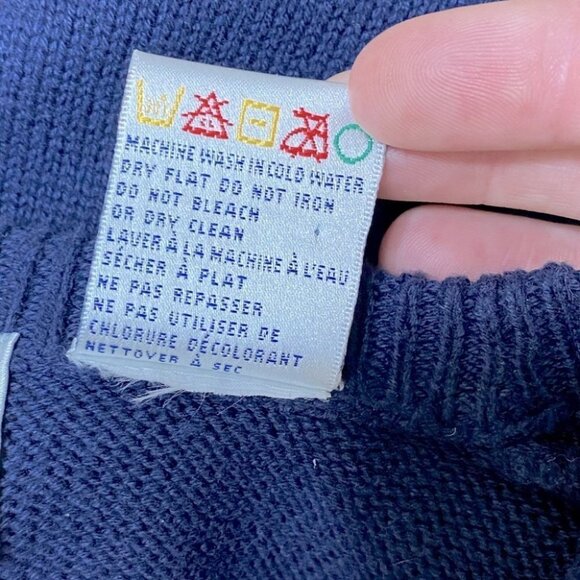 MACHINE WASH IN COLD WATER
DRY FLAT DO NOT IRON
DO NOT BLEACH
OR DRY CLEAN
LAVER À LA MACHINE À L'EAU
SÉCHER À PLAT
NE PAS REPASSER
NE PAS UTILISER DE
CHLORURE DÉCOLORANT
NETTOVER À SEC